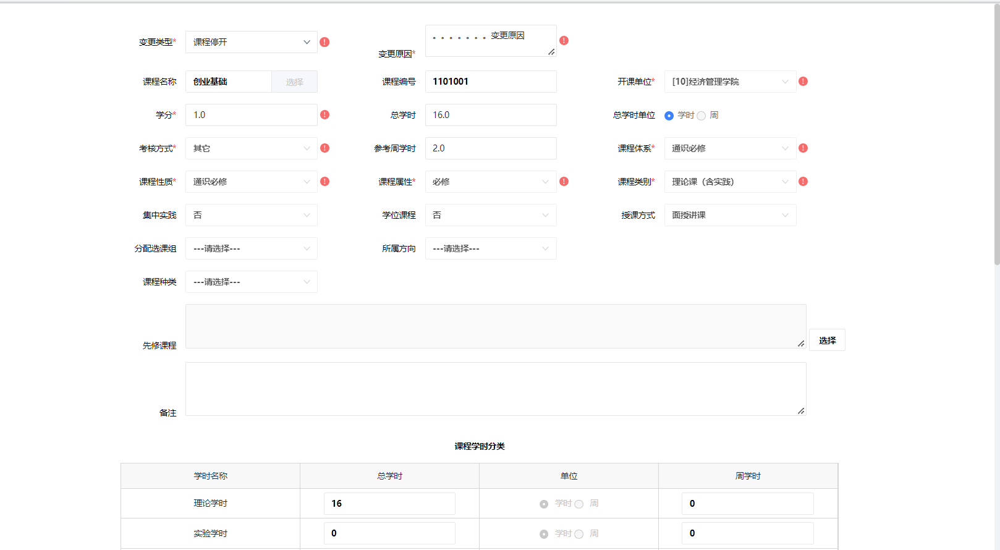 变更类型* 课程停开
变更原因* 。。。。。。。变更原因
课程名称 创业基础 选择 课程编号 1101001 开课单位* [10]经济管理学院
学分* 1.0 总学时 16.0 总学时单位 学时 周
考核方式* 其它 参考周学时 2.0 课程体系* 通识必修
课程性质* 通识必修 课程属性* 必修 课程类别* 理论课（含实践）
集中实践 否 学位课程 否 授课方式 面授讲课
分配选课组 ---请选择--- 所属方向 ---请选择---
课程种类 ---请选择---
先修课程 选择
备注
课程学时分类
学时名称 总学时 单位 周学时
理论学时 16 学时 周 0
实验学时 0 学时 周 0